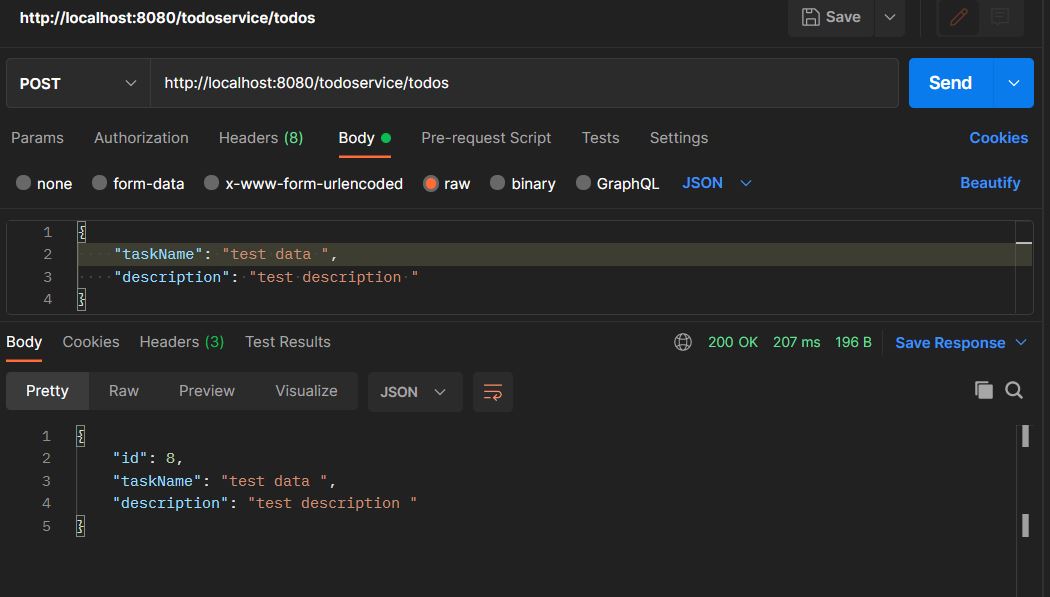 http://localhost:8080/todoservice/todos Save
POST http://localhost:8080/todoservice/todos Send
Params Authorization Headers (8) Body Pre-request Script Tests Settings Cookies
none form-data x-www-form-urlencoded raw binary GraphQL JSON Beautify
1 {
2 "taskName": "test data ",
3 "description": "test description "
4 }
Body Cookies Headers (3) Test Results 200 OK 207 ms 196 B Save Response
Pretty Raw Preview Visualize JSON
1 {
2 "id": 8,
3 "taskName": "test data ",
4 "description": "test description "
5 }